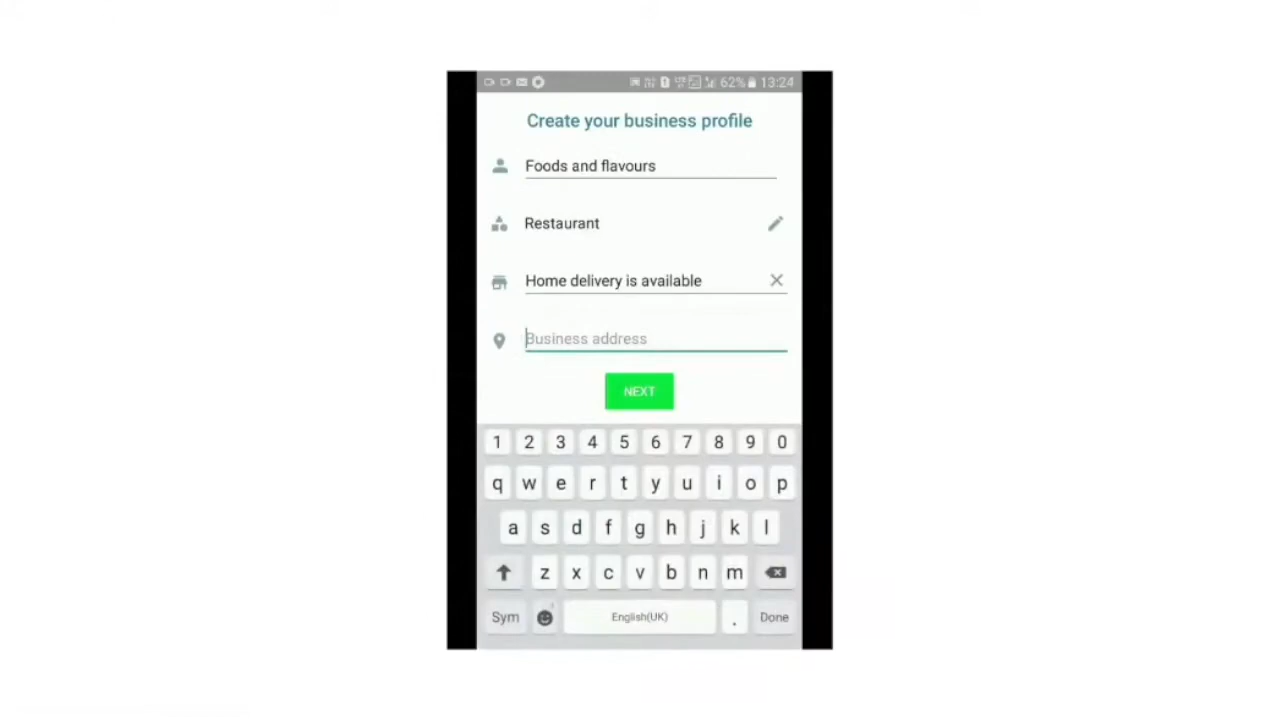 62% 13:24
Create your business profile
Foods and flavours
Restaurant
Home delivery is available
Business address
NEXT
1 2 3 4 5 6 7 8 9 0
q w e r t y u i o p
a s d f g h j k l
z x c v b n m
Sym English(UK) . Done